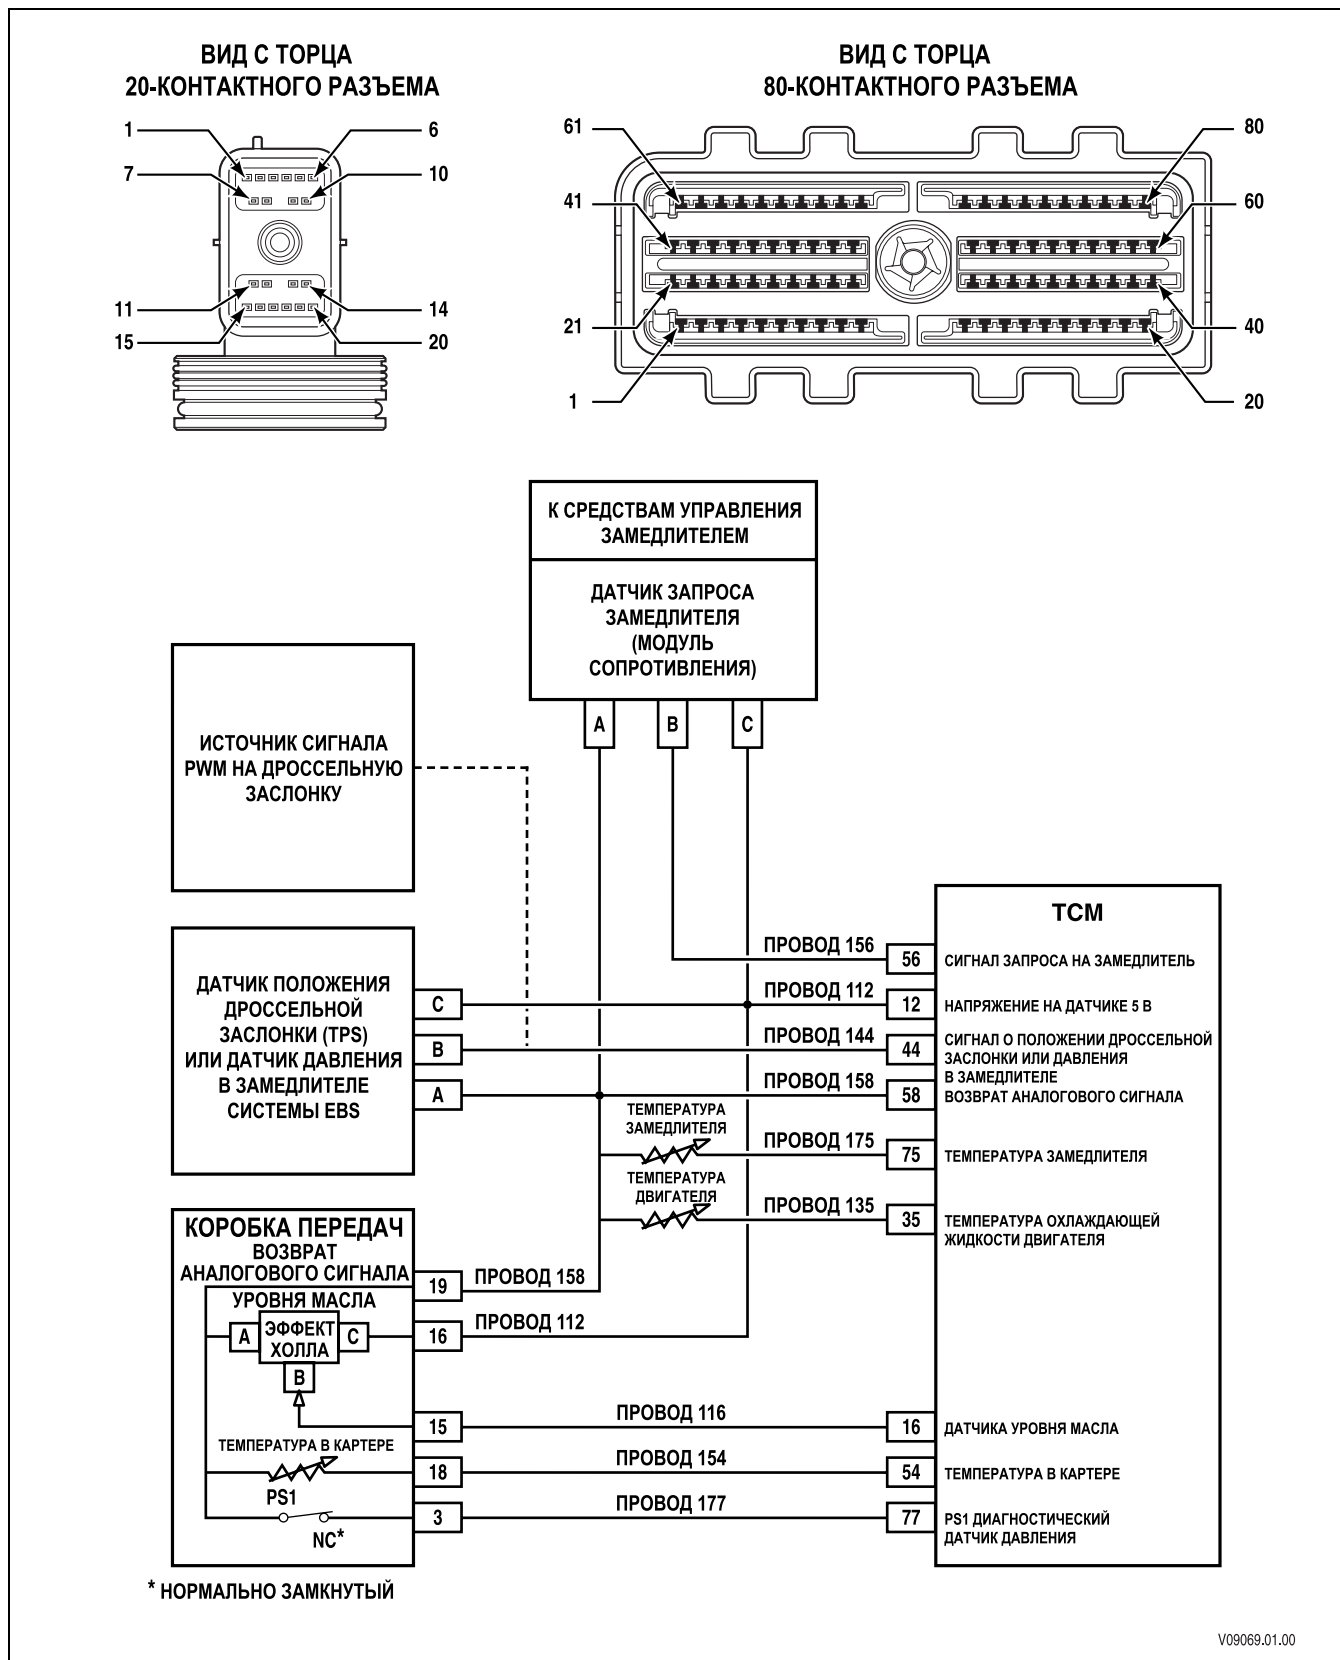 ВИД С ТОРЦА
20-КОНТАКТНОГО РАЗЪЕМА
1
6
7
10
11
14
15
20
ВИД С ТОРЦА
80-КОНТАКТНОГО РАЗЪЕМА
61
80
41
60
21
40
1
20
К СРЕДСТВАМ УПРАВЛЕНИЯ
ЗАМЕДЛИТЕЛЕМ
ДАТЧИК ЗАПРОСА
ЗАМЕДЛИТЕЛЯ
(МОДУЛЬ
СОПРОТИВЛЕНИЯ)
A
B
C
ИСТОЧНИК СИГНАЛА
PWM НА ДРОССЕЛЬНУЮ
ЗАСЛОНКУ
ДАТЧИК ПОЛОЖЕНИЯ
ДРОССЕЛЬНОЙ
ЗАСЛОНКИ (TPS)
ИЛИ ДАТЧИК ДАВЛЕНИЯ
В ЗАМЕДЛИТЕЛЕ
СИСТЕМЫ EBS
C
B
A
TCM
ПРОВОД 156
56
СИГНАЛ ЗАПРОСА НА ЗАМЕДЛИТЕЛЬ
ПРОВОД 112
12
НАПРЯЖЕНИЕ НА ДАТЧИКЕ 5 В
ПРОВОД 144
44
СИГНАЛ О ПОЛОЖЕНИИ ДРОССЕЛЬНОЙ
ЗАСЛОНКИ ИЛИ ДАВЛЕНИЯ
В ЗАМЕДЛИТЕЛЕ
ПРОВОД 158
58
ВОЗВРАТ АНАЛОГОВОГО СИГНАЛА
ТЕМПЕРАТУРА
ЗАМЕДЛИТЕЛЯ
ПРОВОД 175
75
ТЕМПЕРАТУРА ЗАМЕДЛИТЕЛЯ
ТЕМПЕРАТУРА
ДВИГАТЕЛЯ
ПРОВОД 135
35
ТЕМПЕРАТУРА ОХЛАЖДАЮЩЕЙ
ЖИДКОСТИ ДВИГАТЕЛЯ
КОРОБКА ПЕРЕДАЧ
ВОЗВРАТ
АНАЛОГОВОГО СИГНАЛА
19
ПРОВОД 158
УРОВНЯ МАСЛА
A
ЭФФЕКТ
ХОЛЛА
C
B
16
ПРОВОД 112
15
ПРОВОД 116
16
ДАТЧИКА УРОВНЯ МАСЛА
ТЕМПЕРАТУРА В КАРТЕРЕ
18
ПРОВОД 154
54
ТЕМПЕРАТУРА В КАРТЕРЕ
PS1
NC*
3
ПРОВОД 177
77
PS1 ДИАГНОСТИЧЕСКИЙ
ДАТЧИК ДАВЛЕНИЯ
* НОРМАЛЬНО ЗАМКНУТЫЙ
V09069.01.00